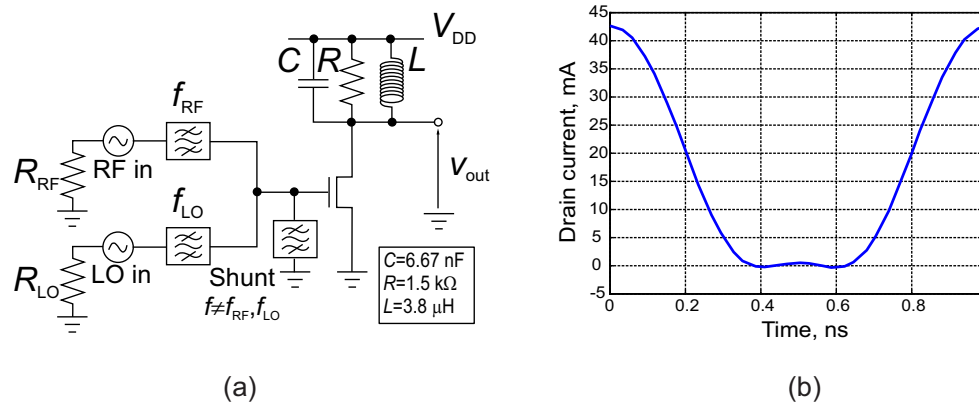 V_DD
C
R
L
f_RF
R_RF
RF in
v_out
f_LO
R_LO
LO in
Shunt
f≠f_RF,f_LO
C=6.67 nF
R=1.5 kΩ
L=3.8 μH
(a)
Drain current, mA
45
40
35
30
25
20
15
10
5
0
-5
0
0.2
0.4
0.6
0.8
Time, ns
(b)